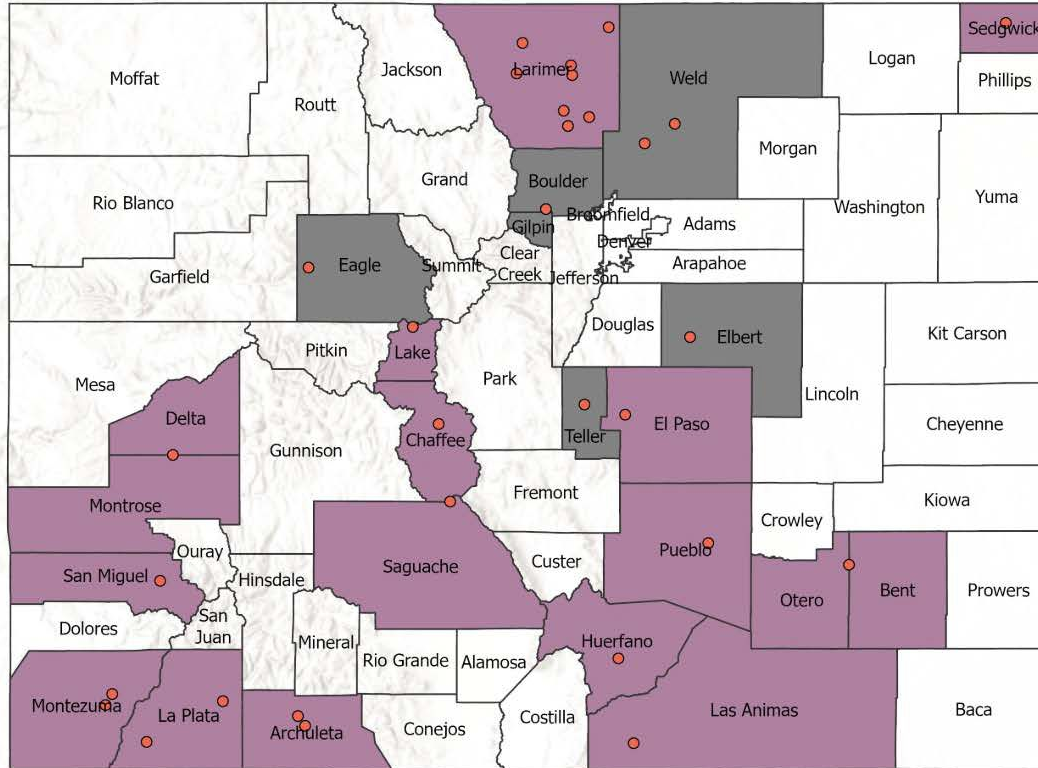 Sedgwick
Logan
Jackson
Larimer
Moffat
Weld
Phillips
Routt
Morgan
Grand
Boulder
Yuma
Rio Blanco
Washington
Broomfield
Gilpin
Adams
Denver
Clear
Creek
Summit
Eagle
Arapahoe
Garfield
Jefferson
Douglas
Kit Carson
Elbert
Pitkin
Lake
Park
Mesa
Lincoln
Delta
El Paso
Cheyenne
Teller
Chaffee
Gunnison
Fremont
Kiowa
Montrose
Crowley
Ouray
Pueblo
Custer
Saguache
San Miguel
Hinsdale
Bent
Prowers
Otero
San
Juan
Dolores
Mineral
Huerfano
Rio Grande
Alamosa
Montezuma
La Plata
Las Animas
Baca
Costilla
Conejos
Archuleta